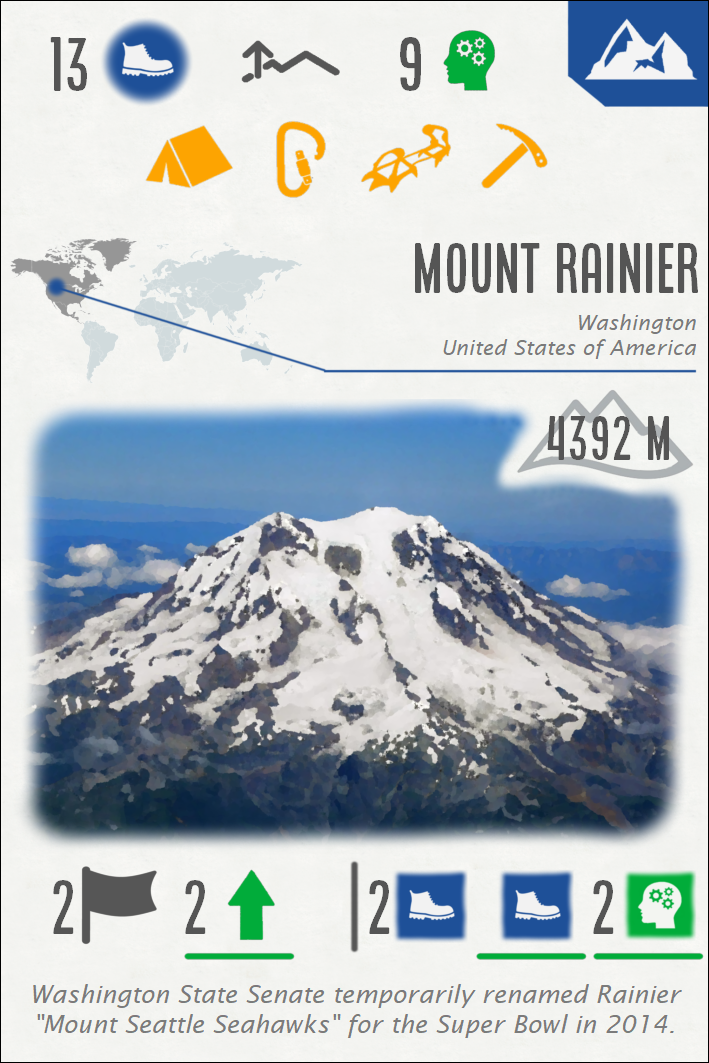 13 9
MOUNT RAINIER
Washington
United States of America
4392 M
2 2 2 2
Washington State Senate temporarily renamed Rainier
"Mount Seattle Seahawks" for the Super Bowl in 2014.